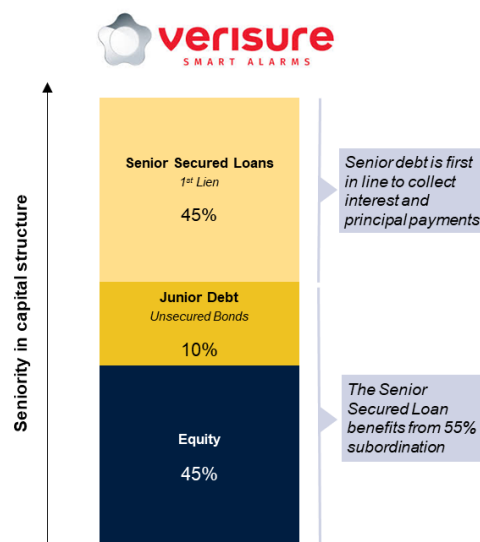 verisure
SMART ALARMS
Seniority in capital structure
Senior Secured Loans
1st Lien
45%
Senior debt is first
in line to collect
interest and
principal payments
Junior Debt
Unsecured Bonds
10%
Equity
45%
The Senior
Secured Loan
benefits from 55%
subordination